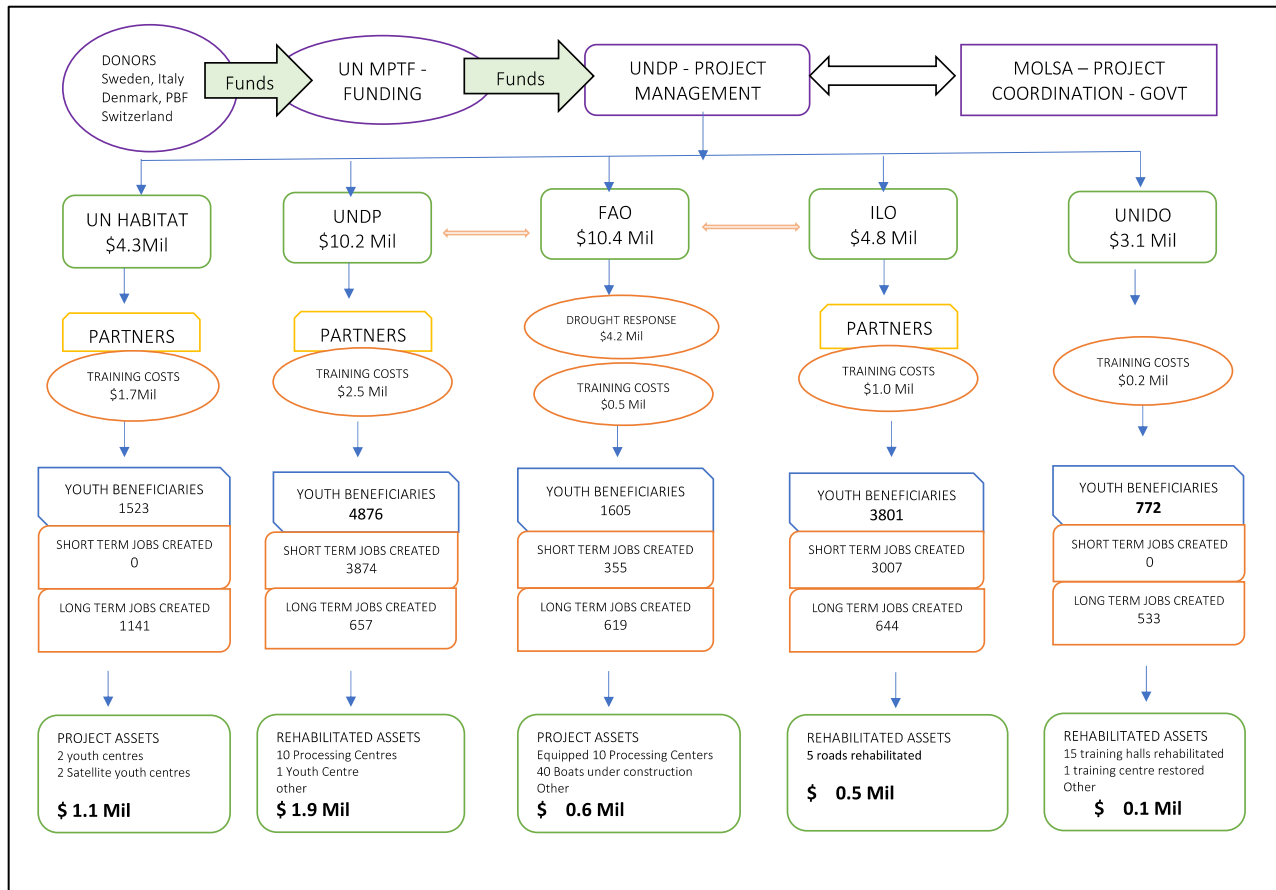 DONORS
Sweden, Italy
Denmark, PBF
Switzerland
Funds
UN MPTF -
FUNDING
Funds
UNDP - PROJECT
MANAGEMENT
MOLSA – PROJECT
COORDINATION - GOVT
UN HABITAT
$4.3Mil
UNDP
$10.2 Mil
FAO
$10.4 Mil
ILO
$4.8 Mil
UNIDO
$3.1 Mil
PARTNERS
TRAINING COSTS
$1.7Mil
PARTNERS
TRAINING COSTS
$2.5 Mil
DROUGHT RESPONSE
$4.2 Mil
TRAINING COSTS
$0.5 Mil
PARTNERS
TRAINING COSTS
$1.0 Mil
TRAINING COSTS
$0.2 Mil
YOUTH BENEFICIARIES
1523
SHORT TERM JOBS CREATED
0
LONG TERM JOBS CREATED
1141
YOUTH BENEFICIARIES
4876
SHORT TERM JOBS CREATED
3874
LONG TERM JOBS CREATED
657
YOUTH BENEFICIARIES
1605
SHORT TERM JOBS CREATED
355
LONG TERM JOBS CREATED
619
YOUTH BENEFICIARIES
3801
SHORT TERM JOBS CREATED
3007
LONG TERM JOBS CREATED
644
YOUTH BENEFICIARIES
772
SHORT TERM JOBS CREATED
0
LONG TERM JOBS CREATED
533
PROJECT ASSETS
2 youth centres
2 Satellite youth centres
$ 1.1 Mil
REHABILITATED ASSETS
10 Processing Centres
1 Youth Centre
other
$ 1.9 Mil
PROJECT ASSETS
Equipped 10 Processing Centers
40 Boats under construction
Other
$ 0.6 Mil
REHABILITATED ASSETS
5 roads rehabilitated
$ 0.5 Mil
REHABILITATED ASSETS
15 training halls rehabilitated
1 training centre restored
Other
$ 0.1 Mil